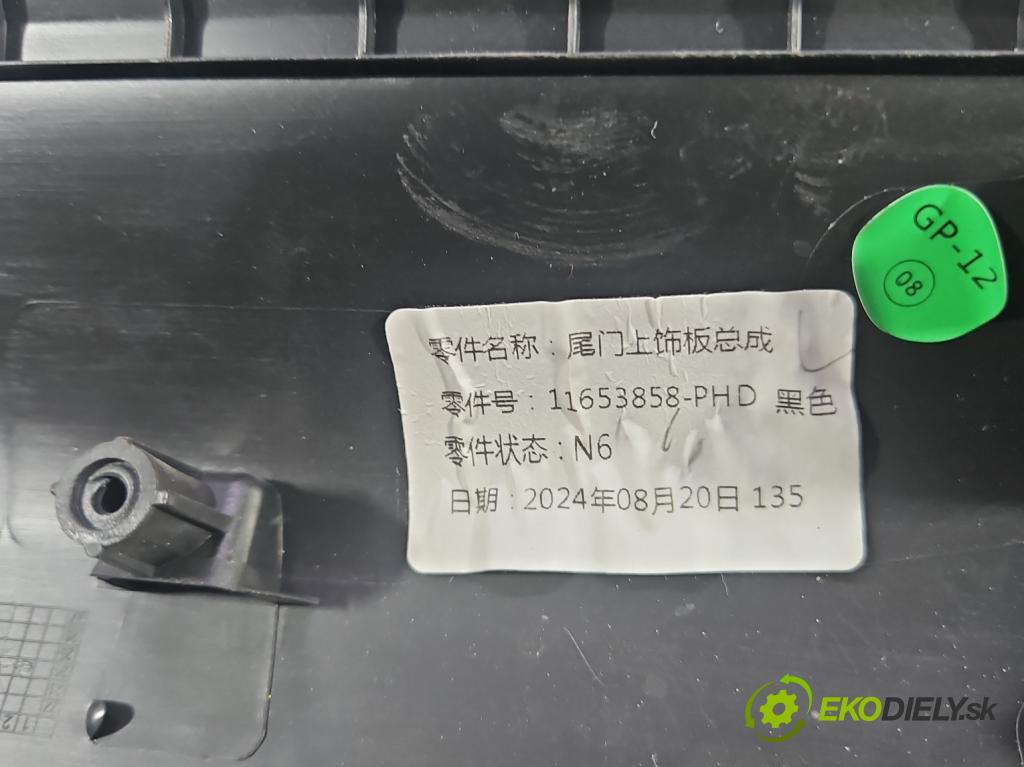 GP-12
08
零件名称：尾门上饰板总成
零件号：11653858-PHD 黑色
零件状态：N6
日期：2024年08月20日 135
EKODIELY.sk